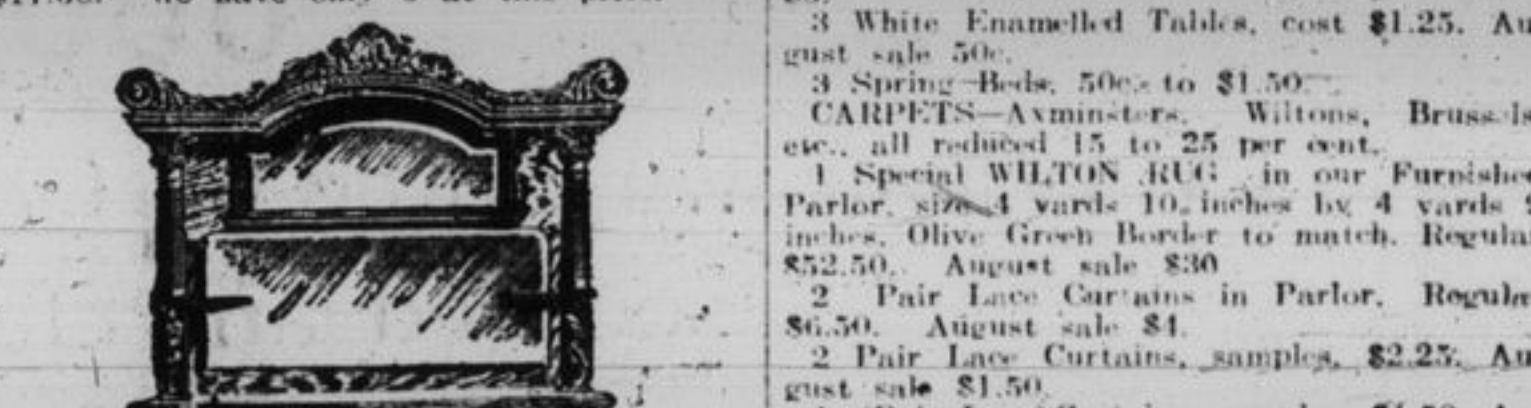 we have only
3 White Enamelled Tables, cost $1.25. Au
gust sale 50c.
3 Spring Beds, 50c. to $1.50
CARPETS—Axminsters, Wiltons, Brussels
etc., all reduced 15 to 25 per cent.
1 Special WILTON RUG in our Furnishe
Parlor, size 4 yards 10 inches by 4 yards
inches, Olive Green Border to match. Regular
$52.50. August sale $30
2 Pair Lace Curtains in Parlor. Regular
$6.50. August sale $4.
2 Pair Lace Curtains, samples, $2.25. Au
gust sale $1.50.